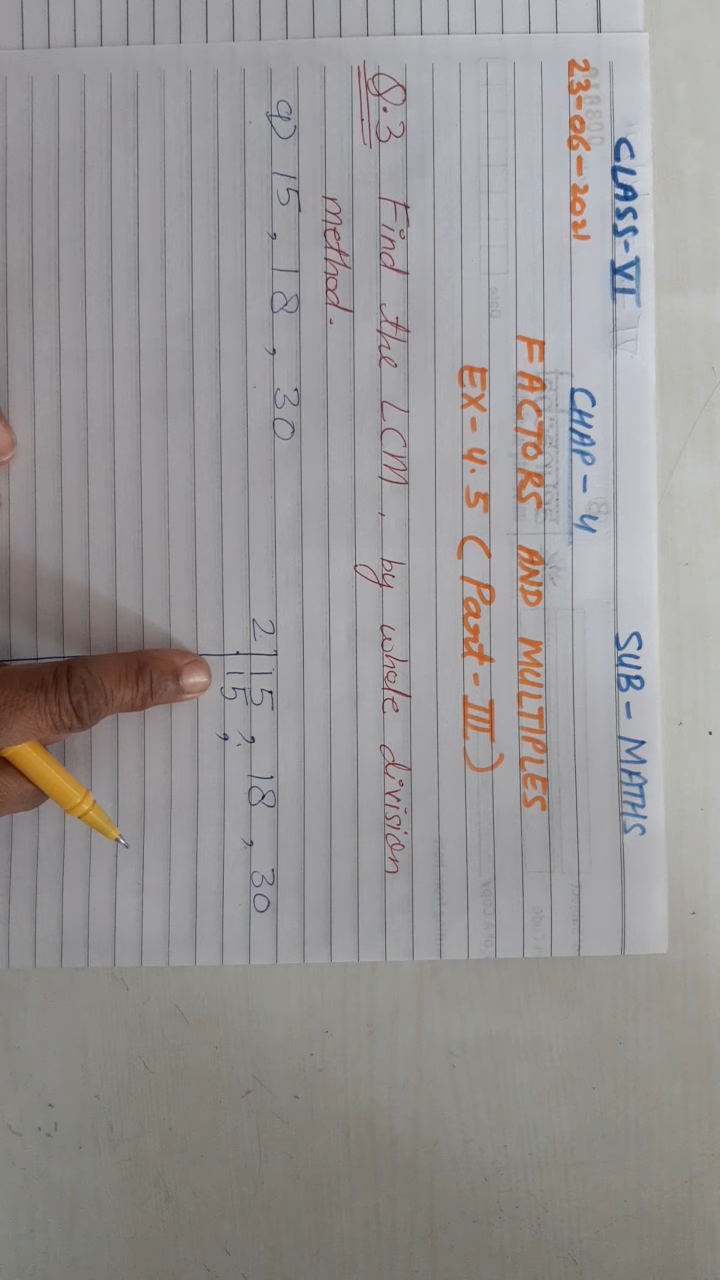 CLASS-VI SUB-MATHS
23-06-2021 CHAP-4
FACTORS AND MULTIPLES
EX-4.5 (Part-III)
Q.3 Find the LCM, by whole division
method.
a) 15, 18, 30
2 15, 18, 30
15,